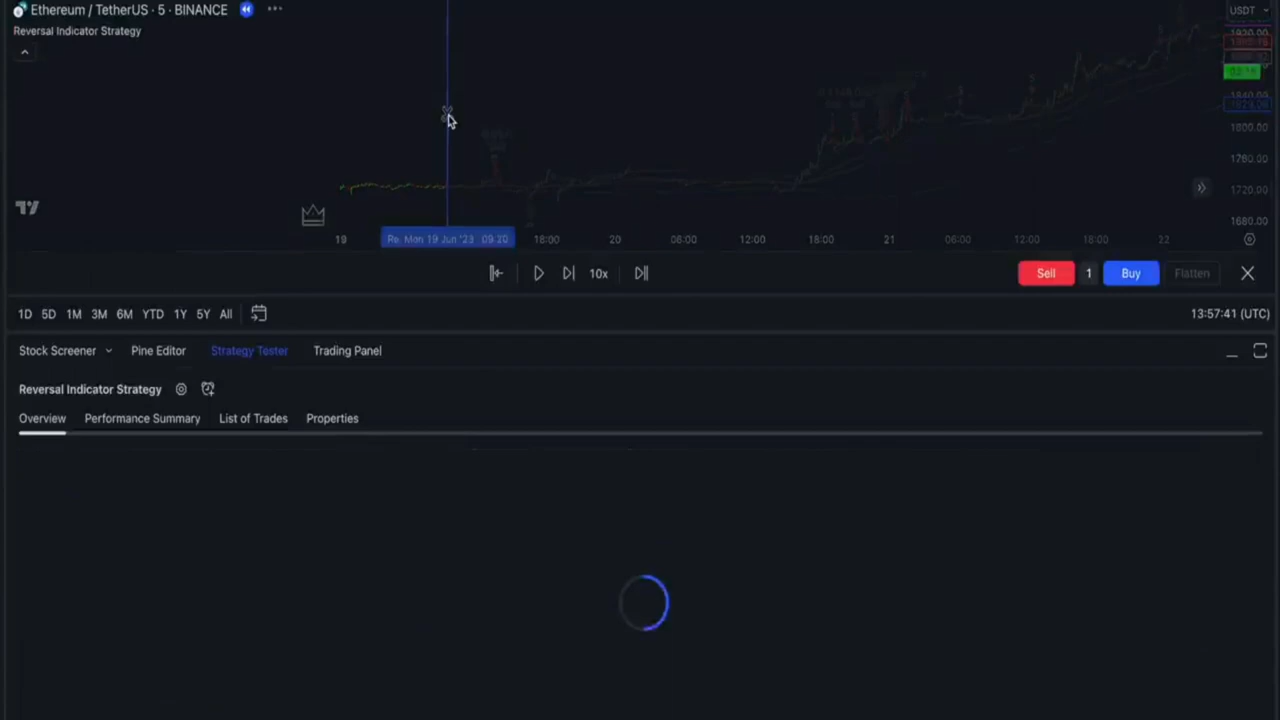 Ethereum / TetherUS · 5 · BINANCE
USDT
Reversal Indicator Strategy
1920.00
1840.00
1800.00
1760.00
1720.00
1680.00
19
Re. Mon 19 Jun '23 09:20
18:00
20
06:00
12:00
18:00
21
06:00
12:00
18:00
22
10x
Sell
1
Buy
Flatten
1D 5D 1M 3M 6M YTD 1Y 5Y All
13:57:41 (UTC)
Stock Screener
Pine Editor
Strategy Tester
Trading Panel
Reversal Indicator Strategy
Overview
Performance Summary
List of Trades
Properties